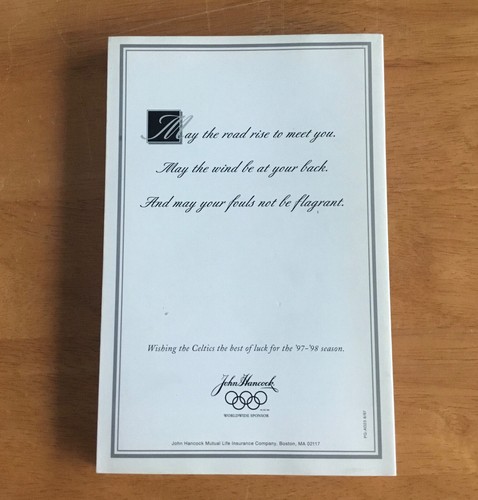 May the road rise to meet you.
May the wind be at your back.
And may your fouls not be flagrant.
Wishing the Celtics the best of luck for the '97-'98 season.
John Hancock
WORLDWIDE SPONSOR
John Hancock Mutual Life Insurance Company, Boston, MA 02117